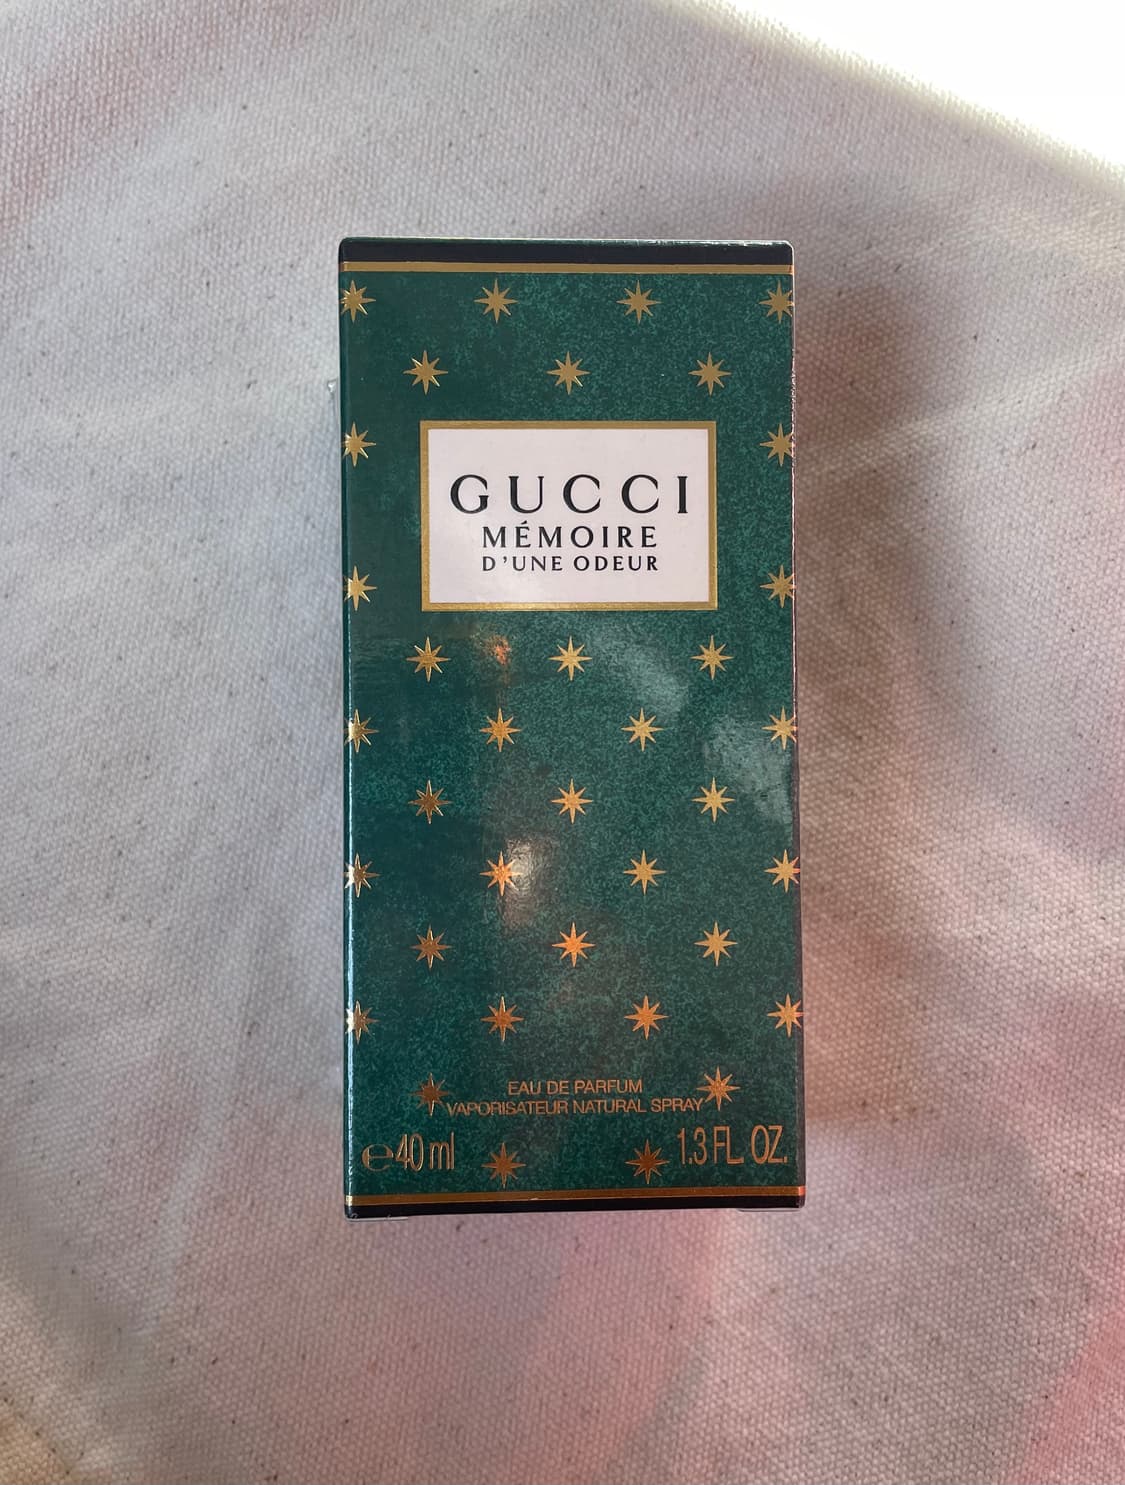 GUCCI
MÉMOIRE
D'UNE ODEUR
EAU DE PARFUM
VAPORISATEUR NATURAL SPRAY
℮40 ml 1.3 FL. OZ.